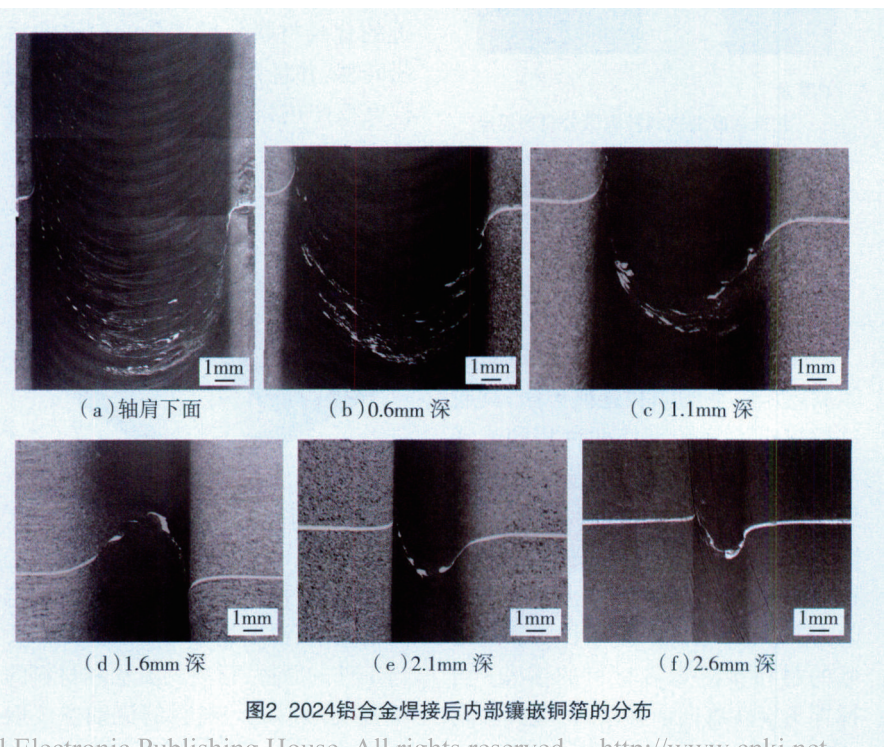 1mm
1mm
1mm
(a)轴肩下面
(b)0.6mm 深
(c)1.1mm 深
1mm
1mm
1mm
(d)1.6mm 深
(e)2.1mm 深
(f)2.6mm 深
图2 2024铝合金焊接后内部镶嵌铜箔的分布
Electronic Publishing House. All rights reserved. http://www.cnki.net